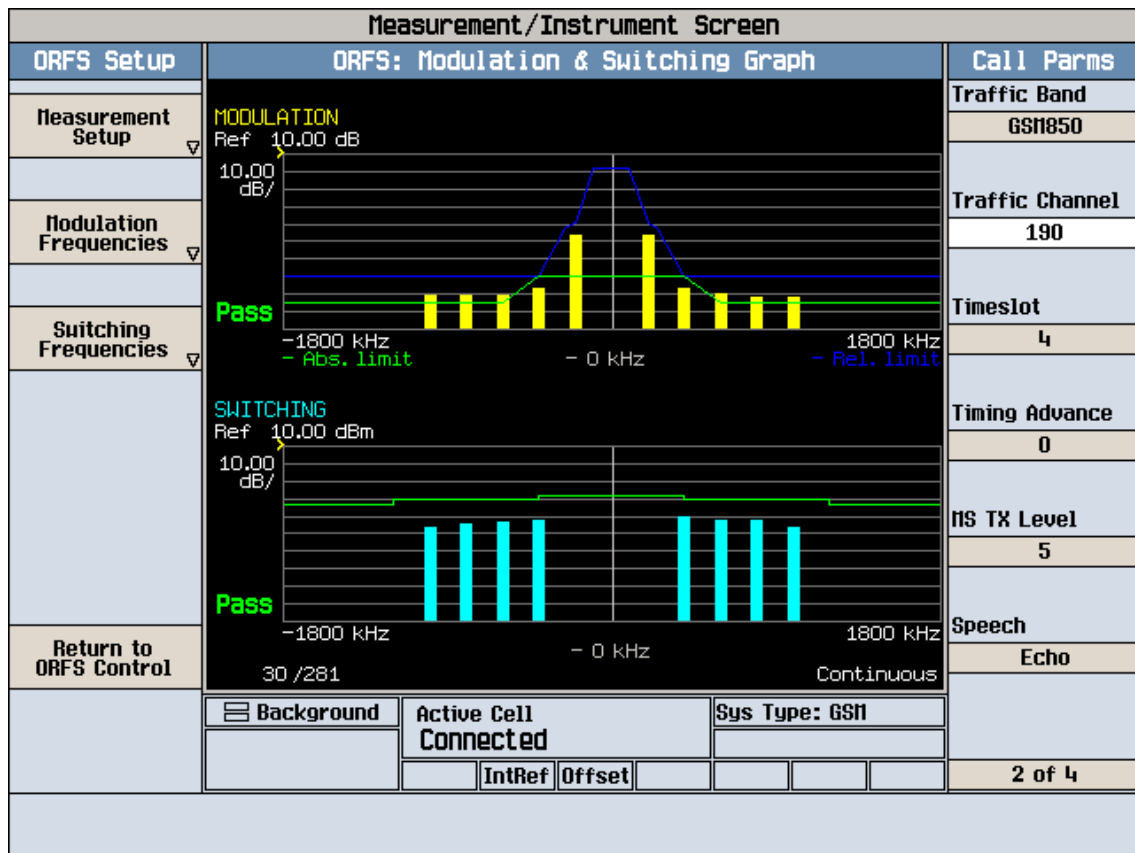 Measurement/Instrument Screen
ORFS Setup
Measurement
Setup
Modulation
Frequencies
Switching
Frequencies
Return to
ORFS Control
ORFS: Modulation & Switching Graph
MODULATION
Ref 10.00 dB
10.00
dB/
Pass
-1800 kHz
1800 kHz
- Abs. limit
- 0 kHz
- Rel. limit
SWITCHING
Ref 10.00 dBm
10.00
dB/
Pass
-1800 kHz
1800 kHz
- 0 kHz
30 /281
Continuous
Background
Active Cell
Connected
Sys Type: GSM
IntRef
Offset
Call Parms
Traffic Band
GSM850
Traffic Channel
190
Timeslot
4
Timing Advance
0
MS TX Level
5
Speech
Echo
2 of 4